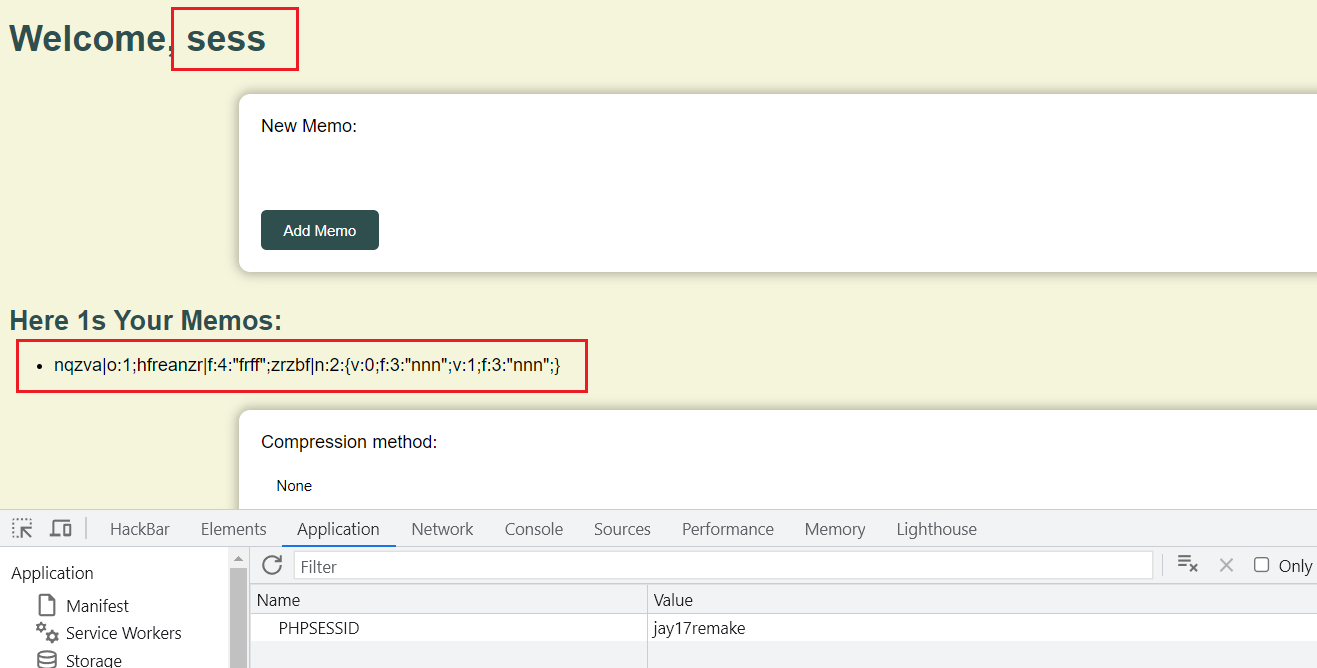 Welcome, sess
New Memo:
Add Memo
Here 1s Your Memos:
nqzva|o:1;hfreanzr|f:4:"frff";zrzbf|n:2:{v:0;f:3:"nnn";v:1;f:3:"nnn";}
Compression method:
None
HackBar Elements Application Network Console Sources Performance Memory Lighthouse
Application
Filter
Only
Name Value
Manifest
PHPSESSID jay17remake
Service Workers
Storage